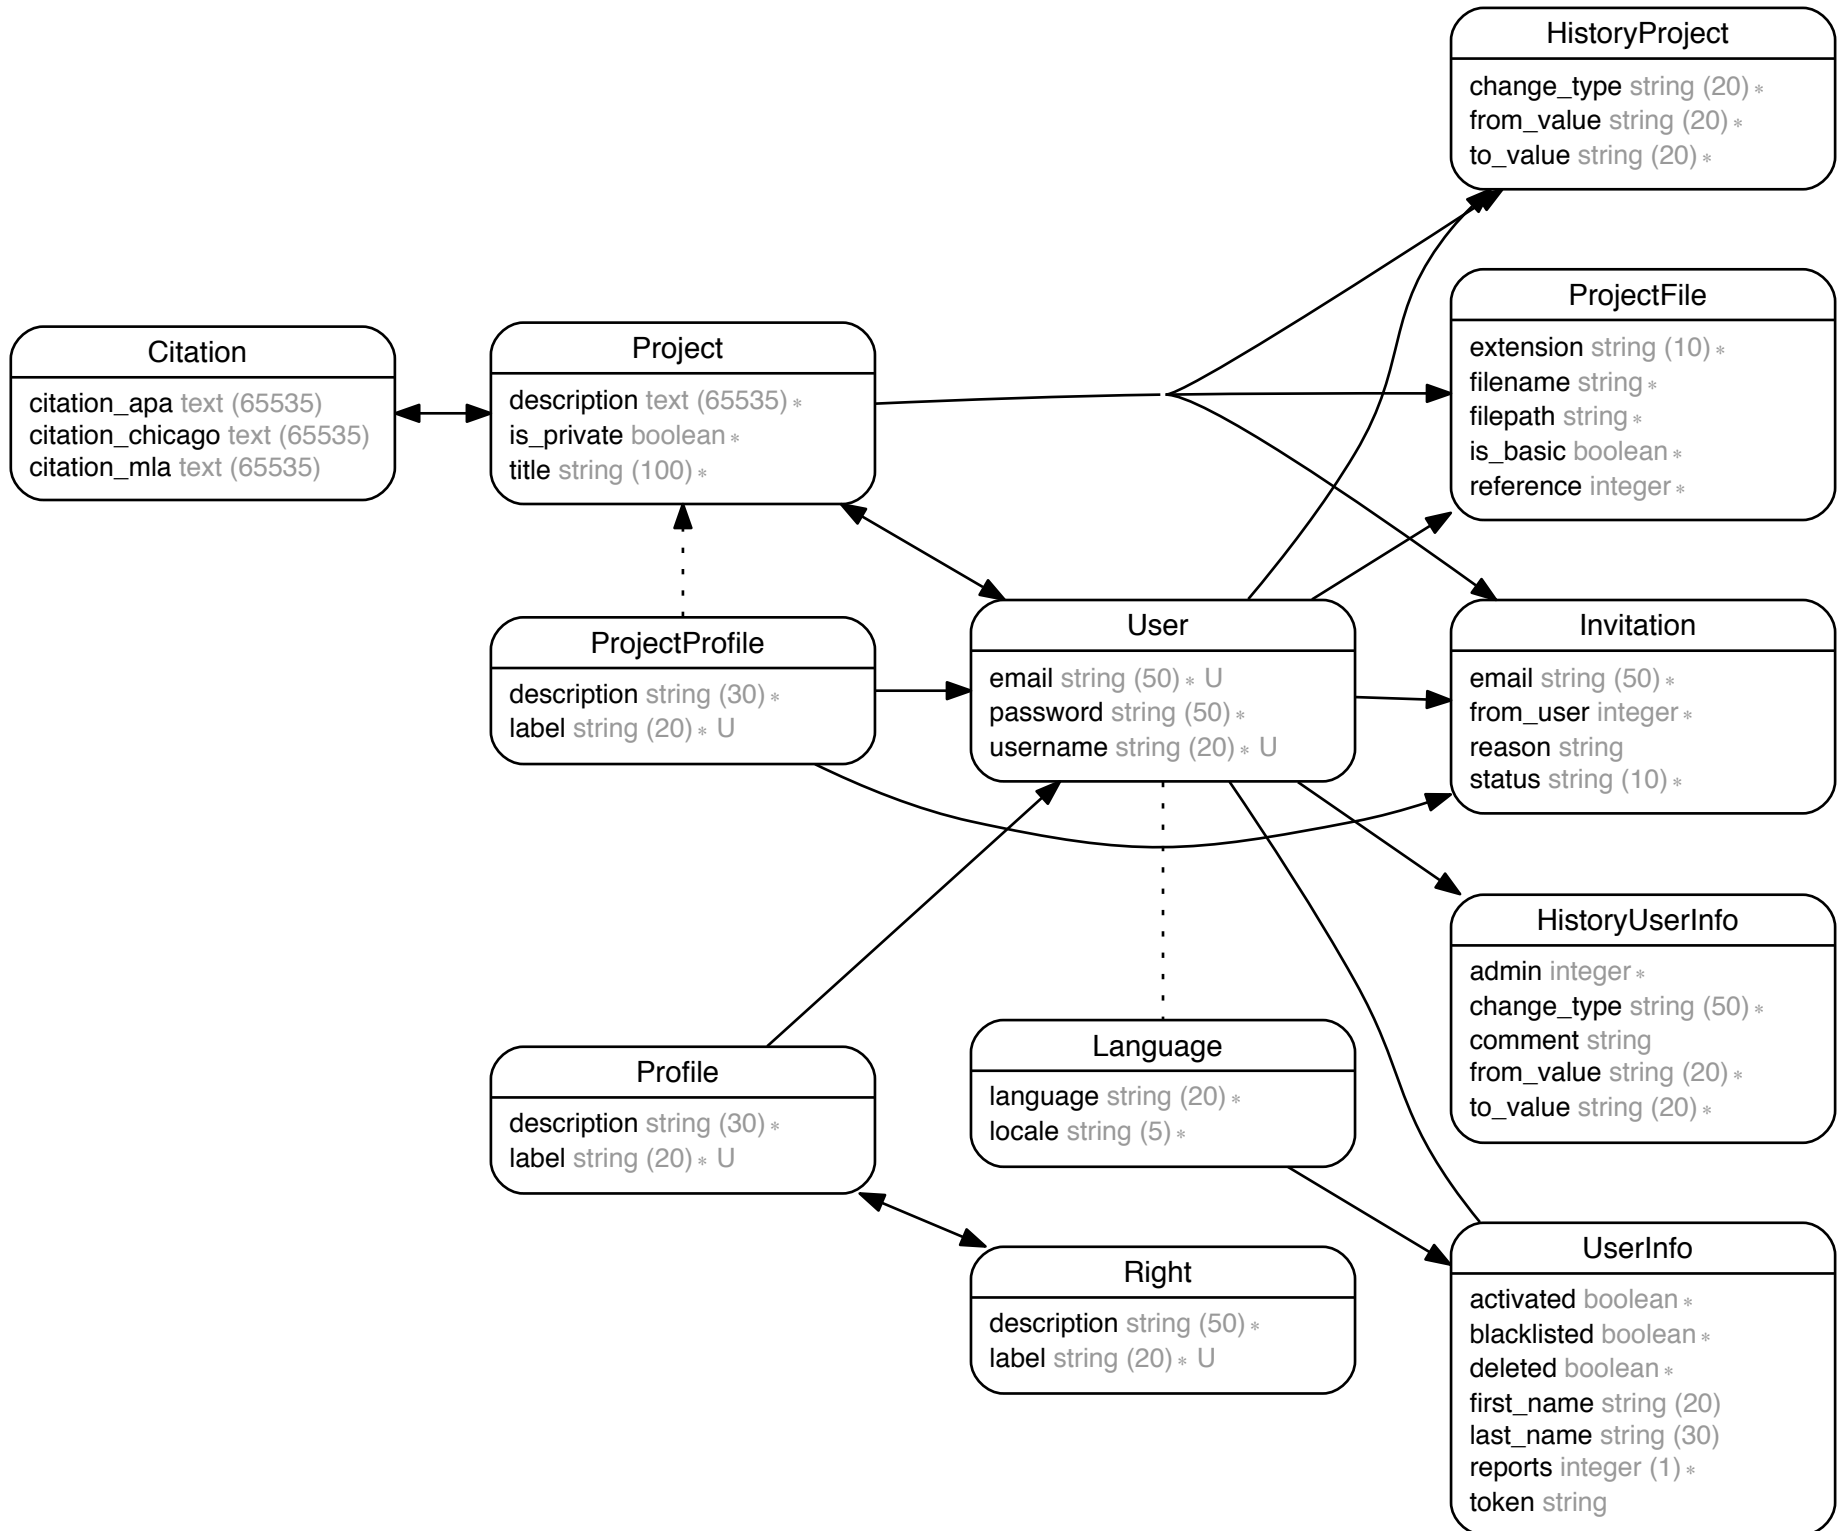 HistoryProject
change_type string (20) *
from_value string (20) *
to_value string (20) *
ProjectFile
extension string (10) *
filename string *
filepath string *
is_basic boolean *
reference integer *
Citation
citation_apa text (65535)
citation_chicago text (65535)
citation_mla text (65535)
Project
description text (65535) *
is_private boolean *
title string (100) *
ProjectProfile
description string (30) *
label string (20) * U
User
email string (50) * U
password string (50) *
username string (20) * U
Invitation
email string (50) *
from_user integer *
reason string
status string (10) *
HistoryUserInfo
admin integer *
change_type string (50) *
comment string
from_value string (20) *
to_value string (20) *
Profile
description string (30) *
label string (20) * U
Language
language string (20) *
locale string (5) *
Right
description string (50) *
label string (20) * U
UserInfo
activated boolean *
blacklisted boolean *
deleted boolean *
first_name string (20)
last_name string (30)
reports integer (1) *
token string